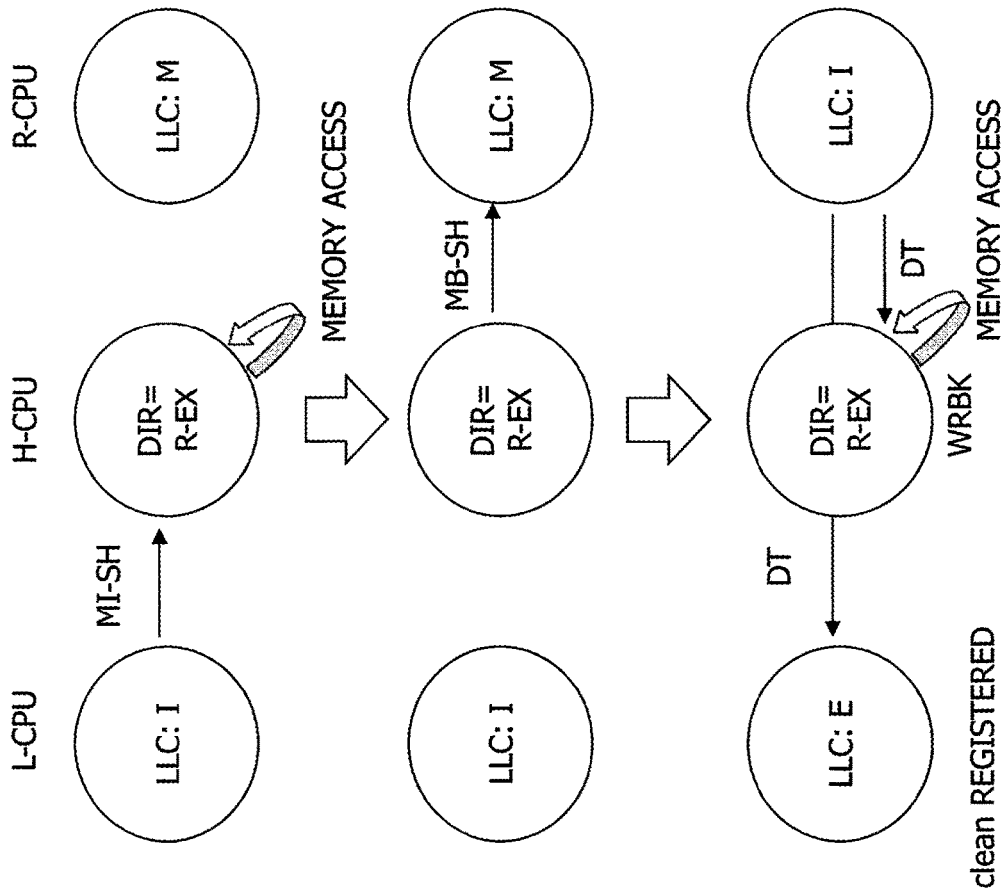 L-CPU
H-CPU
R-CPU
LLC: I
MI-SH
DIR=
R-EX
LLC: M
MEMORY ACCESS
LLC: I
DIR=
R-EX
MB-SH
LLC: M
LLC: E
DT
DIR=
R-EX
DT
LLC: I
clean REGISTERED
WRBK
MEMORY ACCESS